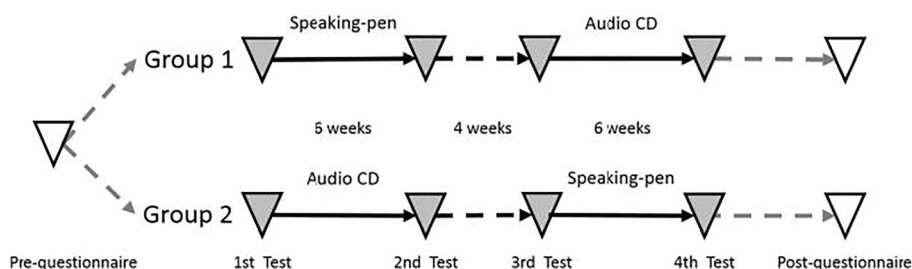 Speaking-pen Audio CD
Group 1
6 weeks 4 weeks 6 weeks
Audio CD Speaking-pen
Group 2
Pre-questionnaire 1st Test 2nd Test 3rd Test 4th Test Post-questionnaire